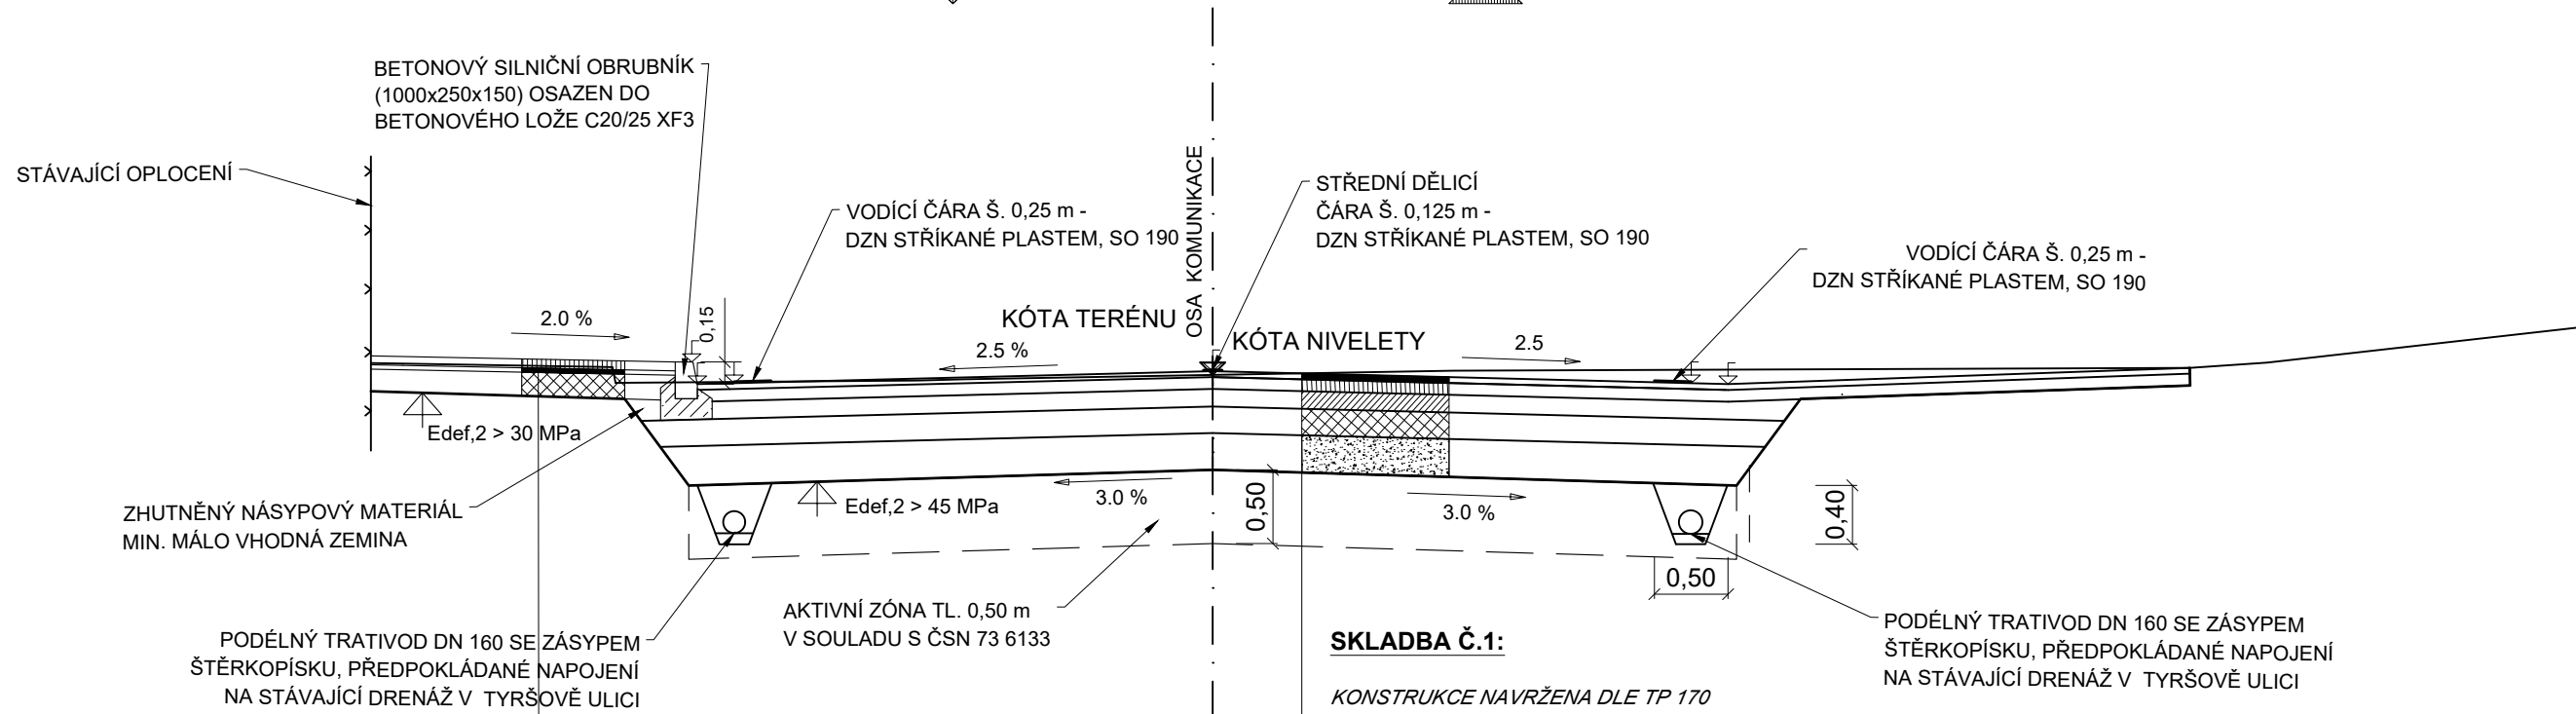 BETONOVÝ SILNIČNÍ OBRUBNÍK
(1000x250x150) OSAZEN DO
BETONOVÉHO LOŽE C20/25 XF3
STÁVAJÍCÍ OPLOCENÍ
VODÍCÍ ČÁRA Š. 0,25 m -
DZN STŘÍKANÉ PLASTEM, SO 190
OSA KOMUNIKACE
STŘEDNÍ DĚLICÍ
ČÁRA Š. 0,125 m -
DZN STŘÍKANÉ PLASTEM, SO 190
VODÍCÍ ČÁRA Š. 0,25 m -
DZN STŘÍKANÉ PLASTEM, SO 190
2.0 %
0,15
KÓTA TERÉNU
KÓTA NIVELETY
2.5 %
2.5
Edef,2 > 30 MPa
ZHUTNĚNÝ NÁSYPOVÝ MATERIÁL
MIN. MÁLO VHODNÁ ZEMINA
Edef,2 > 45 MPa
3.0 %
0,50
3.0 %
0,40
0,50
AKTIVNÍ ZÓNA TL. 0,50 m
V SOULADU S ČSN 73 6133
PODÉLNÝ TRATIVOD DN 160 SE ZÁSYPEM
ŠTĚRKOPÍSKU, PŘEDPOKLÁDANÉ NAPOJENÍ
NA STÁVAJÍCÍ DRENÁŽ V TYRŠOVĚ ULICI
SKLADBA Č.1:
KONSTRUKCE NAVRŽENA DLE TP 170
PODÉLNÝ TRATIVOD DN 160 SE ZÁSYPEM
ŠTĚRKOPÍSKU, PŘEDPOKLÁDANÉ NAPOJENÍ
NA STÁVAJÍCÍ DRENÁŽ V TYRŠOVĚ ULICI